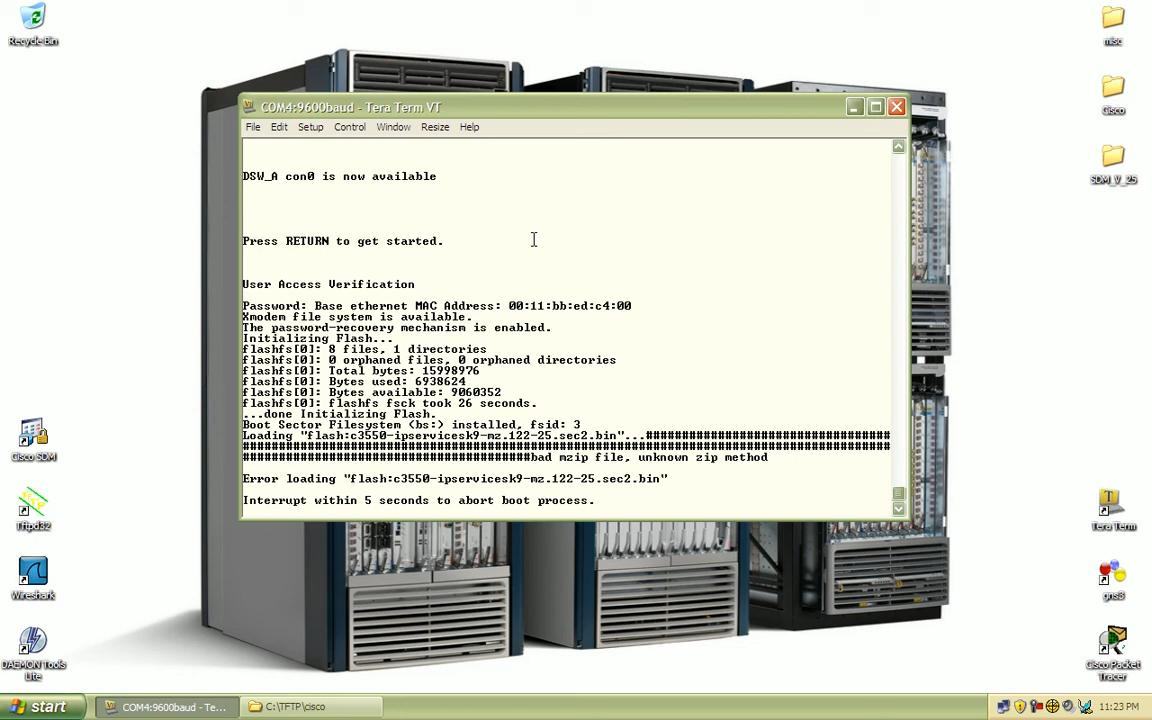 Recycle Bin
misc
Cisco
SDM_V_25
COM4:9600baud - Tera Term VT
File Edit Setup Control Window Resize Help
DSW_A con0 is now available
Press RETURN to get started.
User Access Verification
Password: Base ethernet MAC Address: 00:11:bb:ed:c4:00
Xmodem file system is available.
The password-recovery mechanism is enabled.
Initializing Flash...
flashfs[0]: 8 files, 1 directories
flashfs[0]: 0 orphaned files, 0 orphaned directories
flashfs[0]: Total bytes: 15998976
flashfs[0]: Bytes used: 6938624
flashfs[0]: Bytes available: 9060352
flashfs[0]: flashfs fsck took 26 seconds.
...done Initializing Flash.
Boot Sector Filesystem (bs:) installed, fsid: 3
Loading "flash:c3550-ipservicesk9-mz.122-25.sec2.bin"...##################################
##########################################################################################
########################################bad mzip file, unknown zip method
Error loading "flash:c3550-ipservicesk9-mz.122-25.sec2.bin"
Interrupt within 5 seconds to abort boot process.
Cisco SDM
Tftpd32
Wireshark
DAEMON Tools
Lite
Tera Term
gns3
Cisco Packet
Tracer
start
COM4:9600baud - Te...
C:\TFTP\cisco
11:23 PM